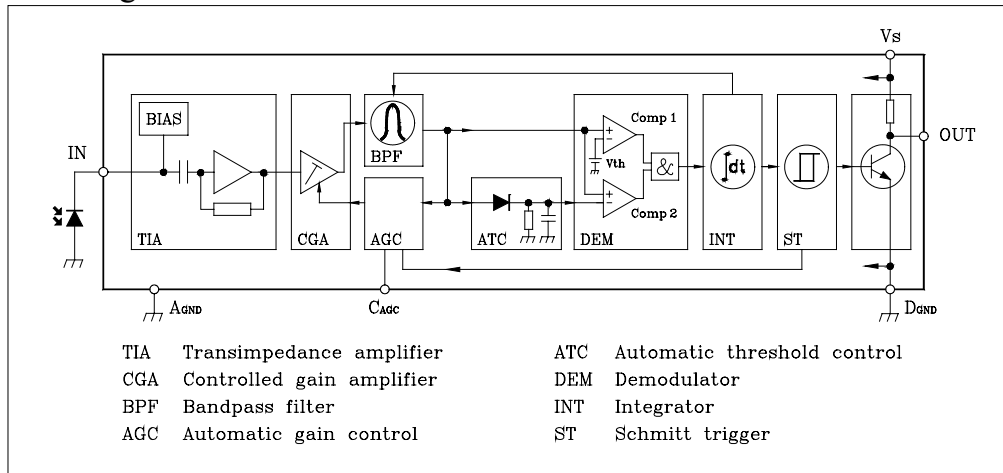 Vs
BIAS
Comp 1
IN
BPF
Vth
&
∫dt
OUT
Comp 2
TIA
CGA
AGC
ATC
DEM
INT
ST
AGND
CAGC
DGND
TIA Transimpedance amplifier
CGA Controlled gain amplifier
BPF Bandpass filter
AGC Automatic gain control
ATC Automatic threshold control
DEM Demodulator
INT Integrator
ST Schmitt trigger